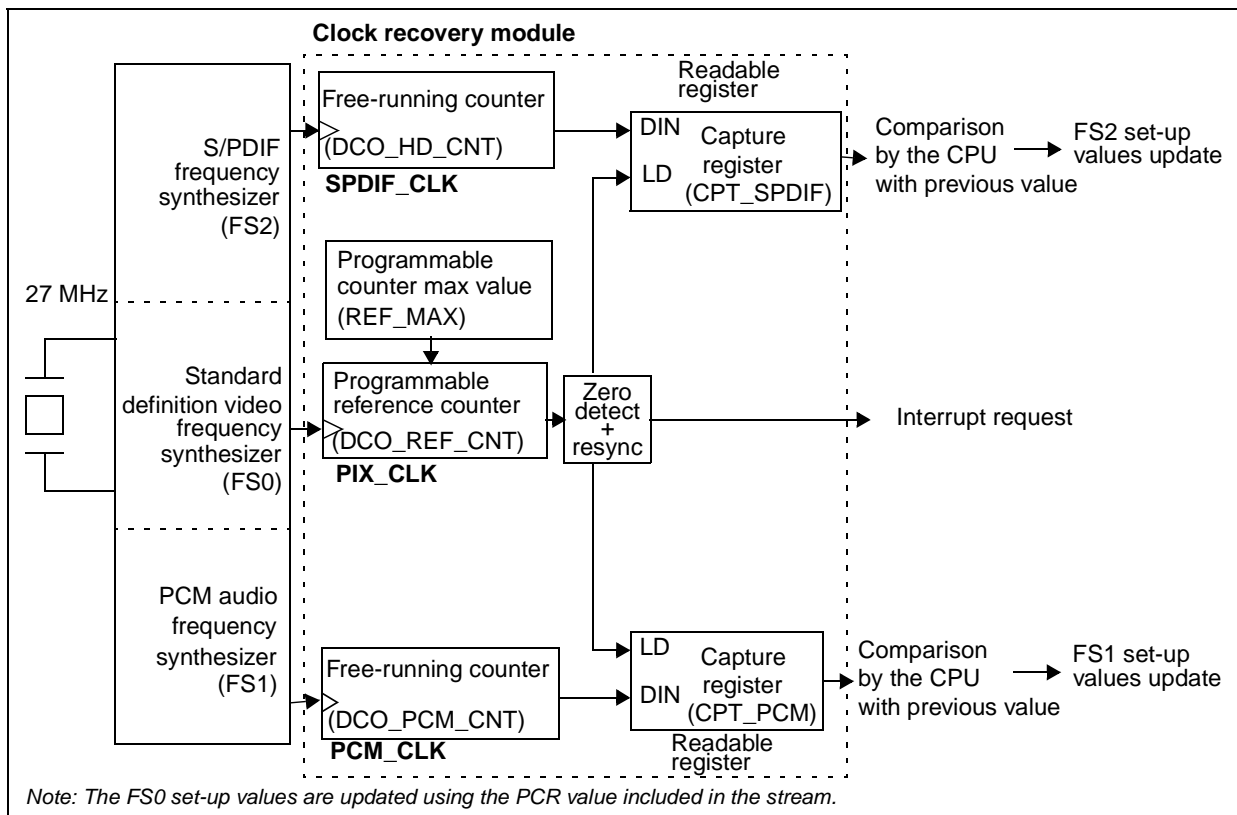 Clock recovery module
27 MHz
S/PDIF
frequency
synthesizer
(FS2)
Standard
definition video
frequency
synthesizer
(FS0)
PCM audio
frequency
synthesizer
(FS1)
Free-running counter
(DCO_HD_CNT)
SPDIF_CLK
Programmable
counter max value
(REF_MAX)
Programmable
reference counter
(DCO_REF_CNT)
PIX_CLK
Free-running counter
(DCO_PCM_CNT)
PCM_CLK
Zero
detect
+
resync
Readable
register
DIN
LD
Capture
register
(CPT_SPDIF)
Comparison
by the CPU
with previous value
FS2 set-up
values update
Interrupt request
LD
DIN
Capture
register
(CPT_PCM)
Readable
register
Comparison
by the CPU
with previous value
FS1 set-up
values update
Note: The FS0 set-up values are updated using the PCR value included in the stream.